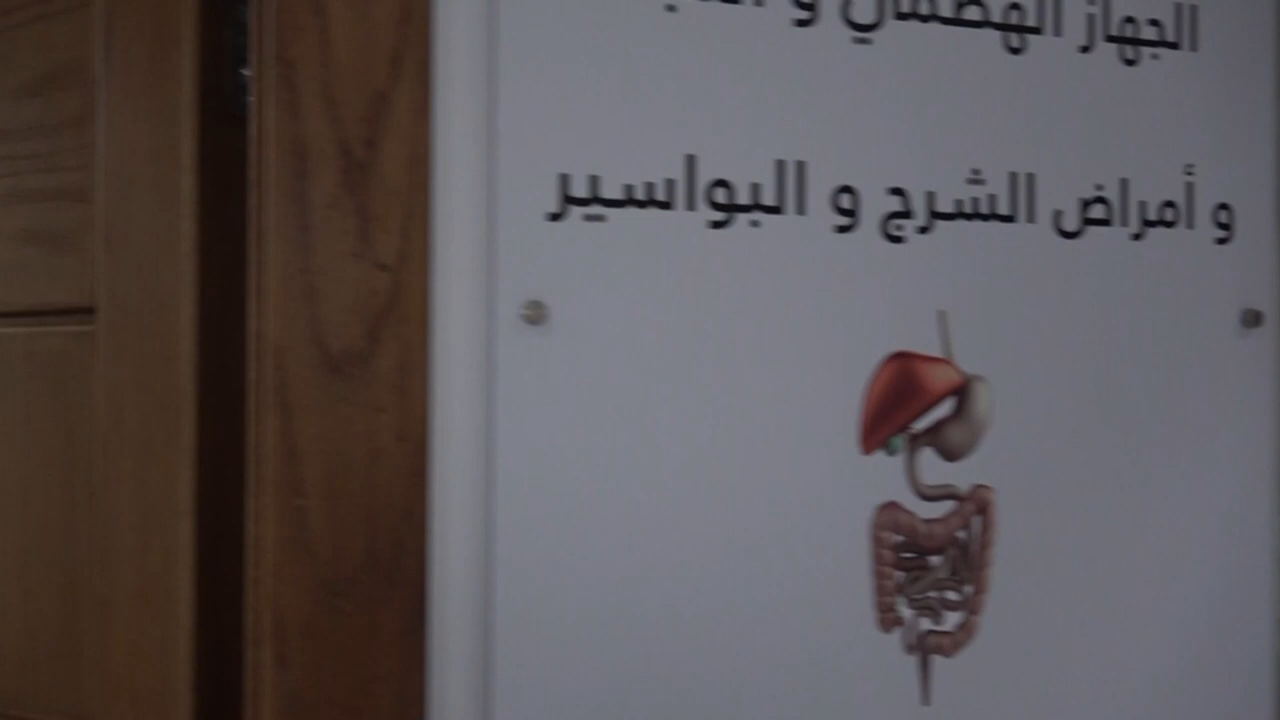 الجهاز الهضمي و
و أمراض الشرج و البواسير